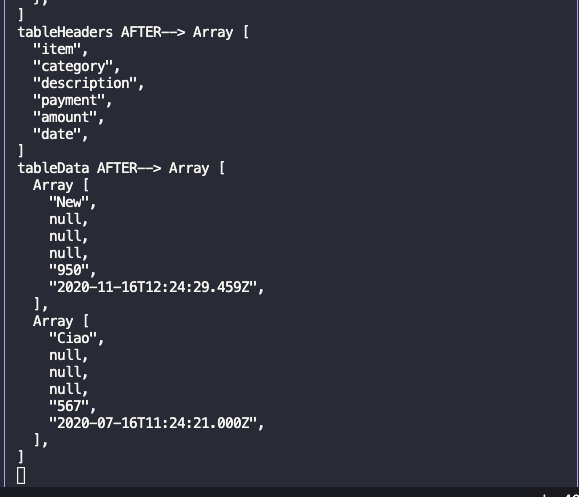 ]
tableHeaders AFTER--> Array [
  "item",
  "category",
  "description",
  "payment",
  "amount",
  "date",
]
tableData AFTER--> Array [
  Array [
    "New",
    null,
    null,
    null,
    "950",
    "2020-11-16T12:24:29.459Z",
  ],
  Array [
    "Ciao",
    null,
    null,
    null,
    "567",
    "2020-07-16T11:24:21.000Z",
  ],
]